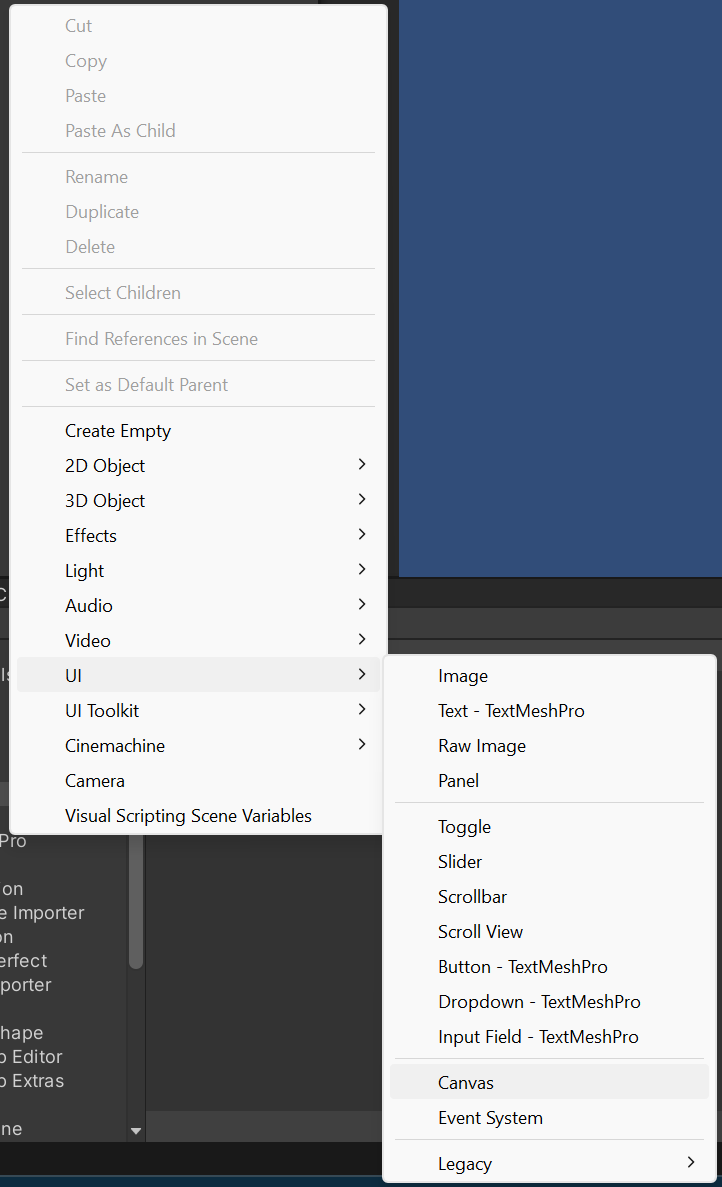 Cut
Copy
Paste
Paste As Child
Rename
Duplicate
Delete
Select Children
Find References in Scene
Set as Default Parent
Create Empty
2D Object
3D Object
Effects
Light
Audio
Video
UI
UI Toolkit
Cinemachine
Camera
Visual Scripting Scene Variables
Image
Text - TextMeshPro
Raw Image
Panel
Toggle
Slider
Scrollbar
Scroll View
Button - TextMeshPro
Dropdown - TextMeshPro
Input Field - TextMeshPro
Canvas
Event System
Legacy
Pro
on
e Importer
on
erfect
porter
hape
o Editor
o Extras
ne